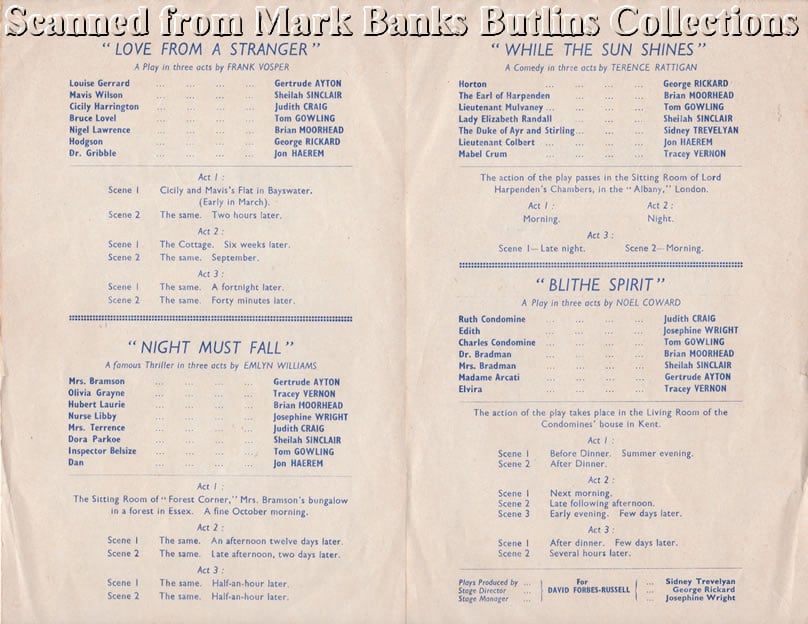 Scanned from Mark Banks Butlins Collections
"LOVE FROM A STRANGER"
A Play in three acts by FRANK VOSPER
Louise Gerrard ... ... ... ... Gertrude AYTON
Mavis Wilson ... ... ... ... Sheilah SINCLAIR
Cicily Harrington ... ... ... ... Judith CRAIG
Bruce Lovel ... ... ... ... Tom GOWLING
Nigel Lawrence ... ... ... ... Brian MOORHEAD
Hodgson ... ... ... ... George RICKARD
Dr. Gribble ... ... ... ... Jon HAEREM
Act 1 :
Scene 1 Cicily and Mavis's Flat in Bayswater.
(Early in March).
Scene 2 The same. Two hours later.
Act 2 :
Scene 1 The Cottage. Six weeks later.
Scene 2 The same. September.
Act 3 :
Scene 1 The same. A fortnight later.
Scene 2 The same. Forty minutes later.
"NIGHT MUST FALL"
A famous Thriller in three acts by EMLYN WILLIAMS
Mrs. Bramson ... ... ... ... Gertrude AYTON
Olivia Grayne ... ... ... ... Tracey VERNON
Hubert Laurie ... ... ... ... Brian MOORHEAD
Nurse Libby ... ... ... ... Josephine WRIGHT
Mrs. Terrence ... ... ... ... Judith CRAIG
Dora Parkoe ... ... ... ... Sheilah SINCLAIR
Inspector Belsize ... ... ... ... Tom GOWLING
Dan ... ... ... ... Jon HAEREM
Act 1 :
The Sitting Room of "Forest Corner," Mrs. Bramson's bungalow
in a forest in Essex. A fine October morning.
Act 2 :
Scene 1 The same. An afternoon twelve days later.
Scene 2 The same. Late afternoon, two days later.
Act 3 :
Scene 1 The same. Half-an-hour later.
Scene 2 The same. Half-an-hour later.
"WHILE THE SUN SHINES"
A Comedy in three acts by TERENCE RATTIGAN
Horton ... ... ... ... George RICKARD
The Earl of Harpenden ... ... ... Brian MOORHEAD
Lieutenant Mulvaney ... ... ... ... Tom GOWLING
Lady Elizabeth Randall ... ... ... Sheilah SINCLAIR
The Duke of Ayr and Stirling ... ... ... Sidney TREVELYAN
Lieutenant Colbert ... ... ... ... Jon HAEREM
Mabel Crum ... ... ... ... Tracey VERNON
The action of the play passes in the Sitting Room of Lord
Harpenden's Chambers, in the "Albany," London.
Act 1 : Act 2 :
Morning. Night.
Act 3 :
Scene 1—Late night. Scene 2—Morning.
"BLITHE SPIRIT"
A Play in three acts by NOEL COWARD
Ruth Condomine ... ... ... ... Judith CRAIG
Edith ... ... ... ... Josephine WRIGHT
Charles Condomine ... ... ... ... Tom GOWLING
Dr. Bradman ... ... ... ... Brian MOORHEAD
Mrs. Bradman ... ... ... ... Sheilah SINCLAIR
Madame Arcati ... ... ... ... Gertrude AYTON
Elvira ... ... ... ... Tracey VERNON
The action of the play takes place in the Living Room of the
Condomines' bouse in Kent.
Act 1 :
Scene 1 Before Dinner. Summer evening.
Scene 2 After Dinner.
Act 2 :
Scene 1 Next morning.
Scene 2 Late following afternoon.
Scene 3 Early evening. Few days later.
Act 3 :
Scene 1 After dinner. Few days later.
Scene 2 Several hours later.
Plays Produced by ... For ... Sidney Trevelyan
Stage Director ... DAVID FORBES-RUSSELL ... George Rickard
Stage Manager ... ... Josephine Wright